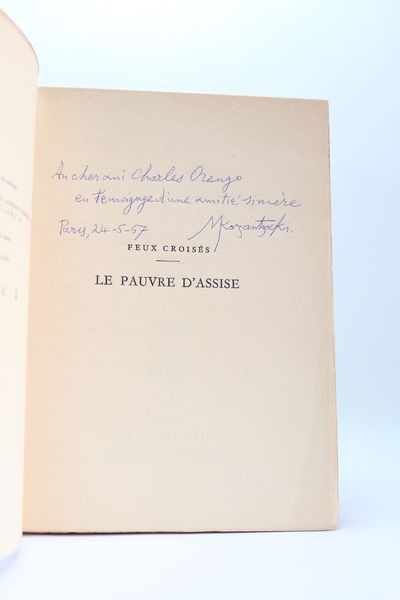 Au cher ami Charles Orengo
en témoignage d'une amitié sincère
Paris, 24-5-57 NKazantzaki.
FEUX CROISÉS
LE PAUVRE D'ASSISE